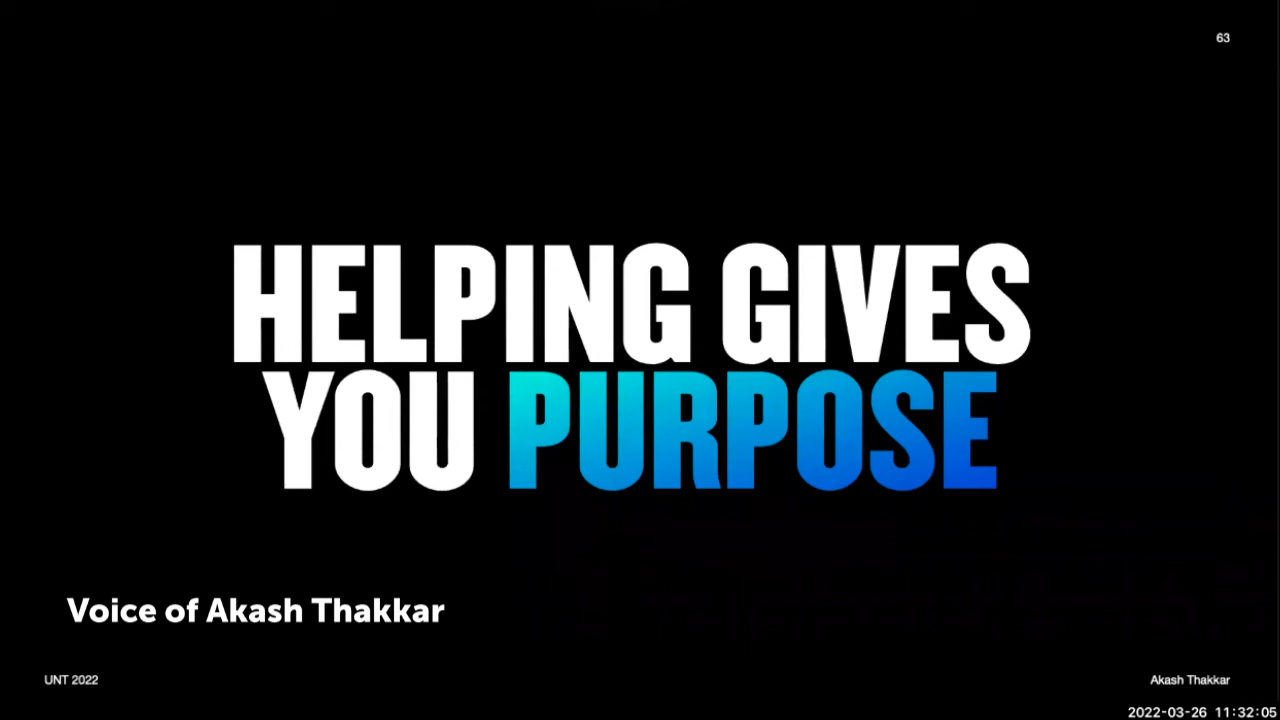 63
HELPING GIVES
YOU PURPOSE
Voice of Akash Thakkar
UNT 2022
Akash Thakkar
2022-03-26 11:32:05